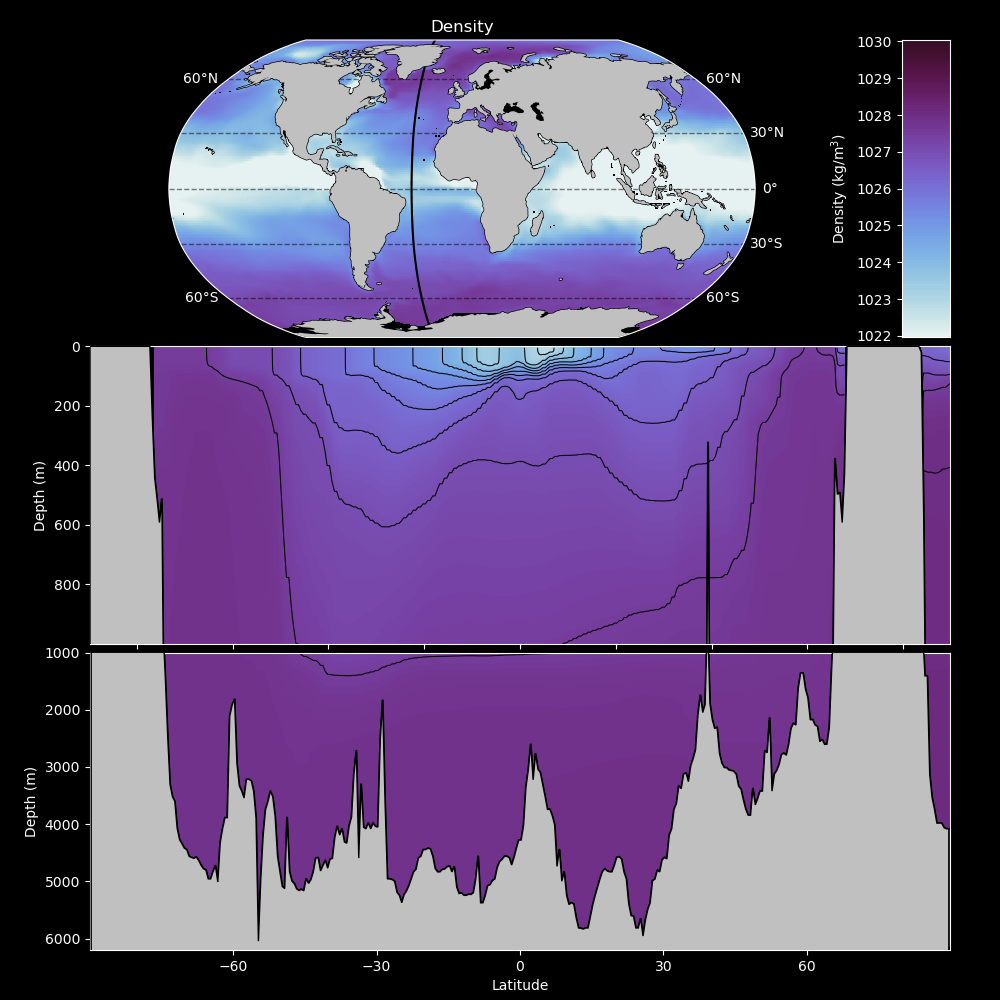 Density
60°N
60°N
30°N
0°
30°S
60°S
60°S
1030
1029
1028
1027
1026
1025
1024
1023
1022
Density (kg/m³)
0
200
400
600
800
Depth (m)
1000
2000
3000
4000
5000
6000
Depth (m)
−60
−30
0
30
60
Latitude